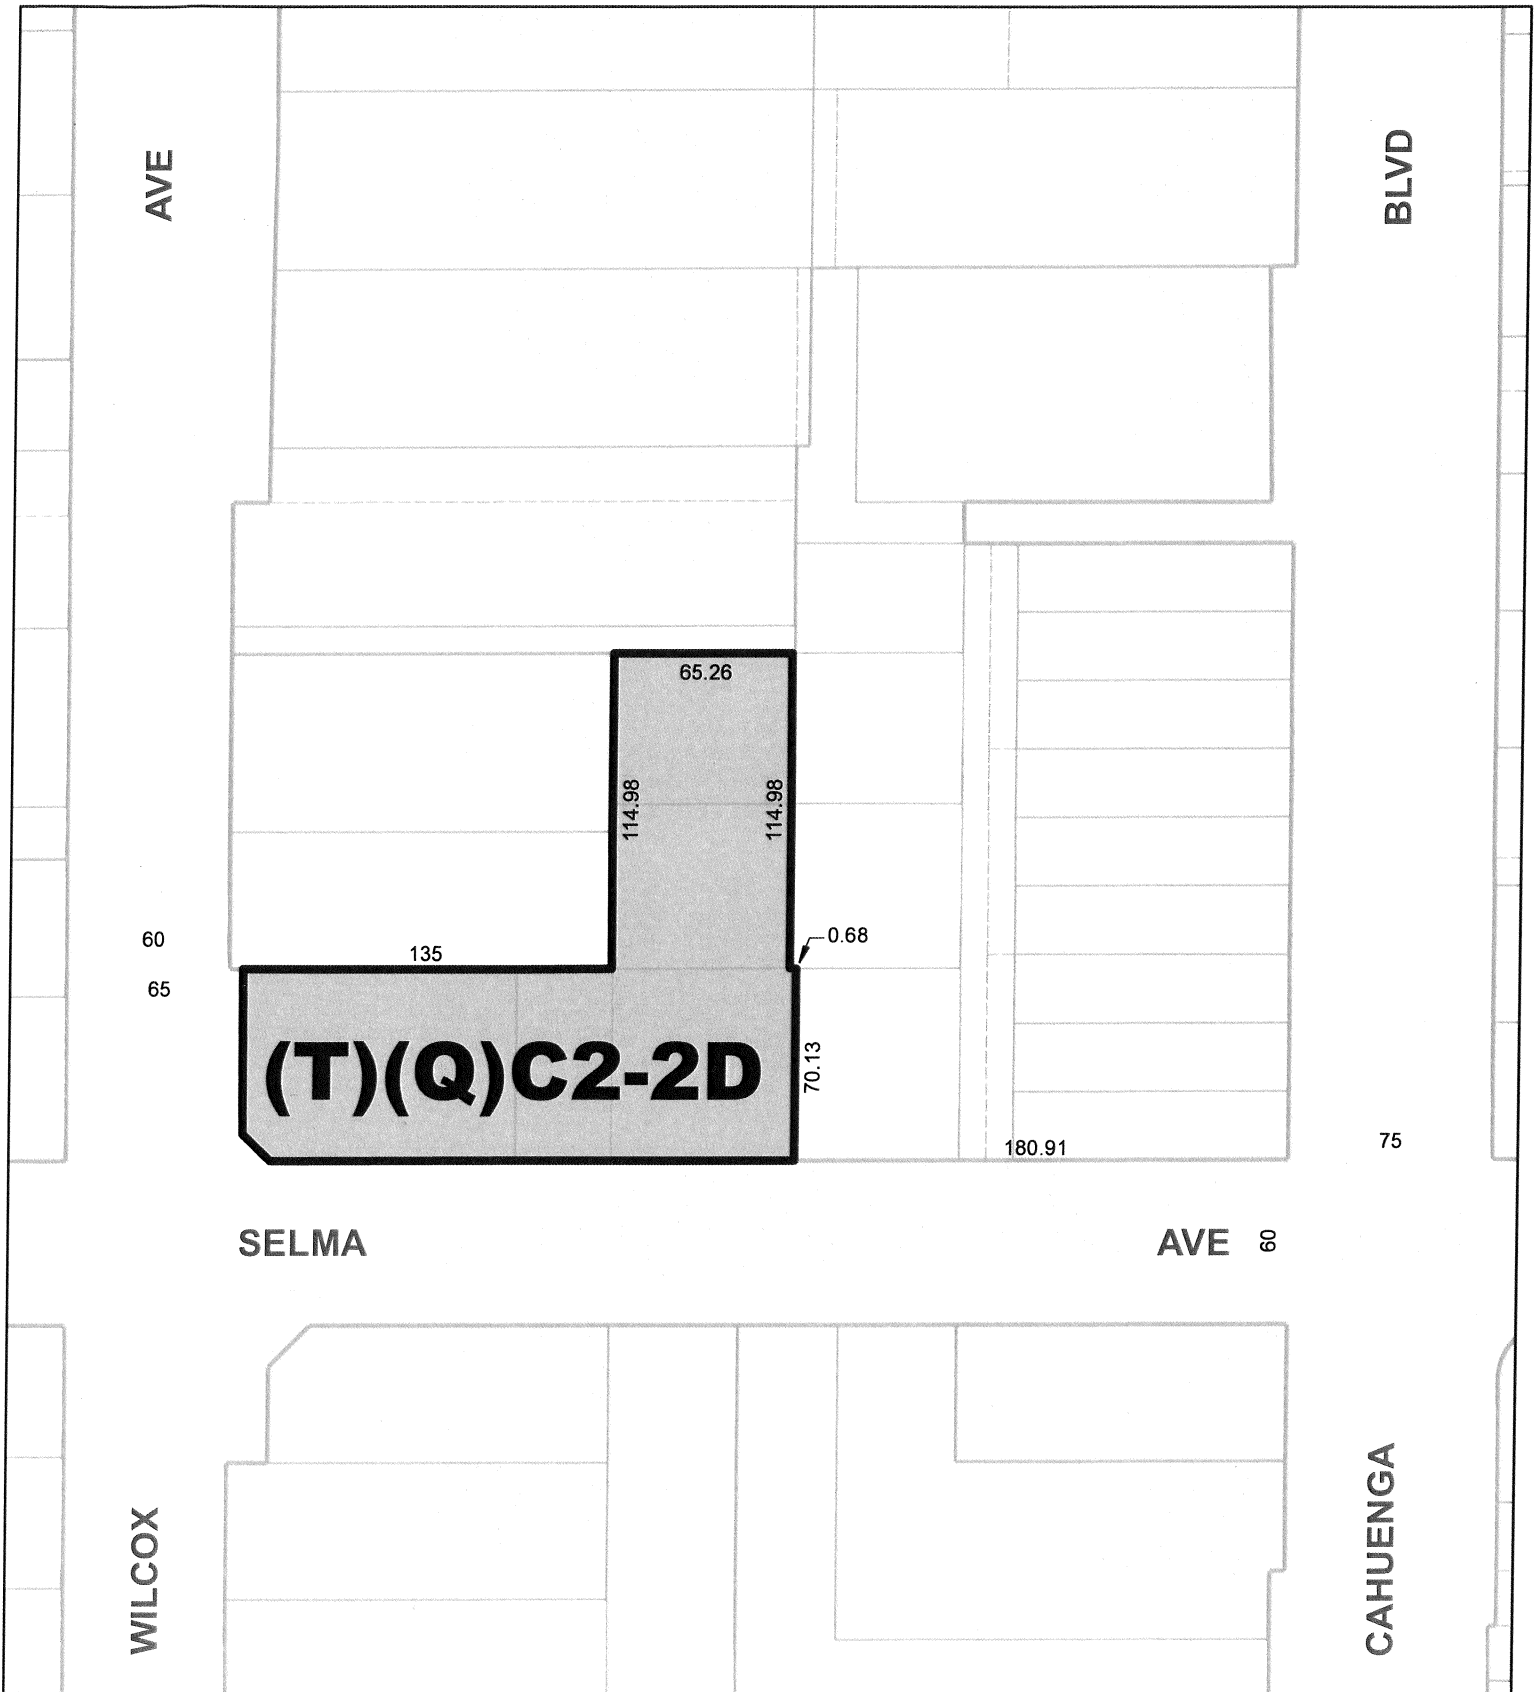 AVE
BLVD
65.26
114.98
114.98
60
135
0.68
65
(T)(Q)C2-2D
70.13
180.91
75
SELMA
AVE
60
WILCOX
CAHUENGA